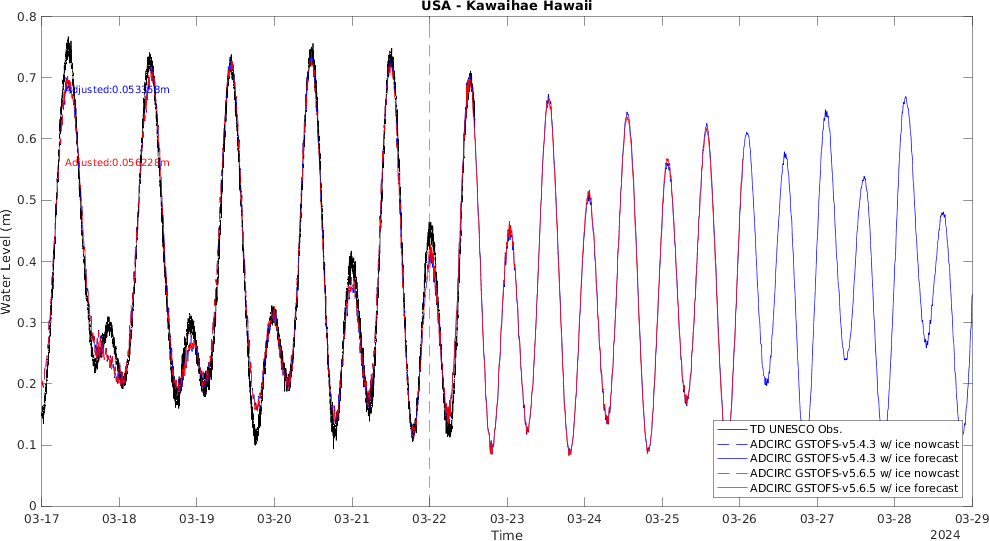 USA - Kawaihae Hawaii
0.8
0.7
0.6
0.5
0.4
0.3
0.2
0.1
0
Water Level (m)
Adjusted:0.053358m
Adjusted:0.056228m
TD UNESCO Obs.
ADCIRC GSTOFS-v5.4.3 w/ ice nowcast
ADCIRC GSTOFS-v5.4.3 w/ ice forecast
ADCIRC GSTOFS-v5.6.5 w/ ice nowcast
ADCIRC GSTOFS-v5.6.5 w/ ice forecast
03-17 03-18 03-19 03-20 03-21 03-22 03-23 03-24 03-25 03-26 03-27 03-28 03-29
Time
2024